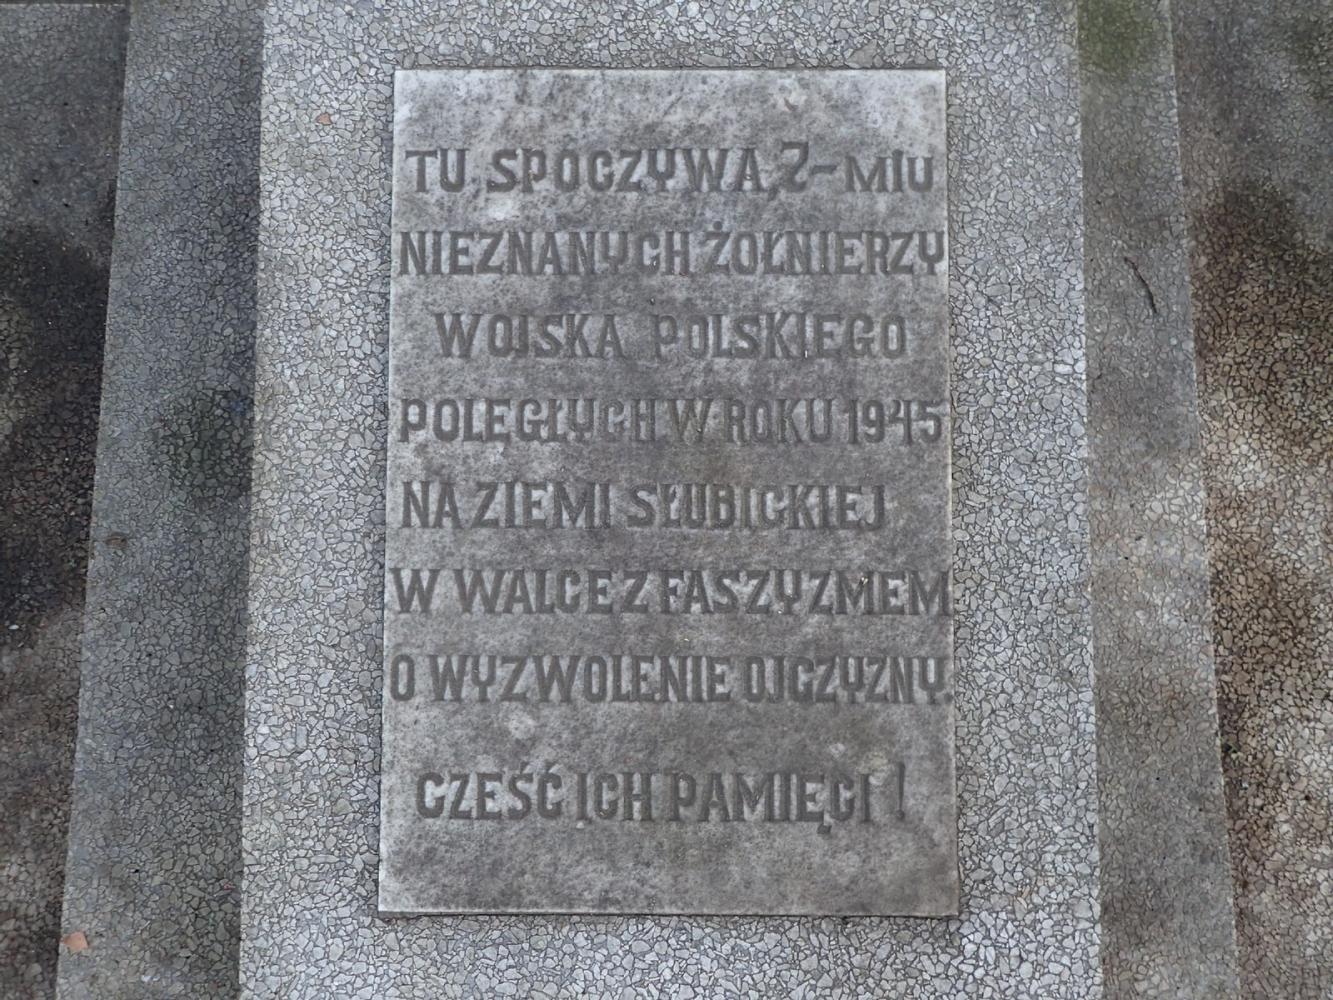 TU SPOCZYWA 7-MIU
NIEZNANYCH ŻOŁNIERZY
WOJSKA POLSKIEGO
POLEGŁYCH W ROKU 1945
NA ZIEMI SŁUBICKIEJ
W WALCE Z FASZYZMEM
O WYZWOLENIE OJCZYZNY.
CZEŚĆ ICH PAMIĘCI !